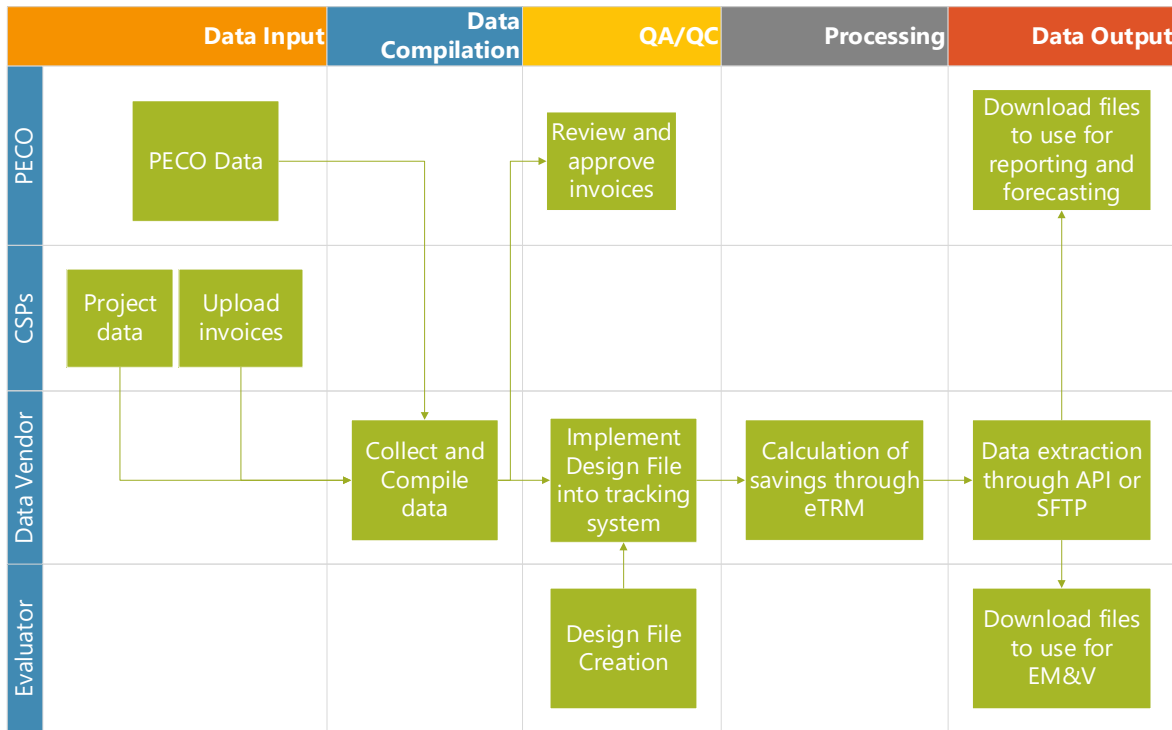 Data Input
Data
Compilation
QA/QC
Processing
Data Output
PECO
PECO Data
Review and
approve
invoices
Download files
to use for
reporting and
forecasting
CSPs
Project
data
Upload
invoices
Data Vendor
Collect and
Compile
data
Implement
Design File
into tracking
system
Calculation of
savings through
eTRM
Data extraction
through API or
SFTP
Evaluator
Design File
Creation
Download files
to use for
EM&V